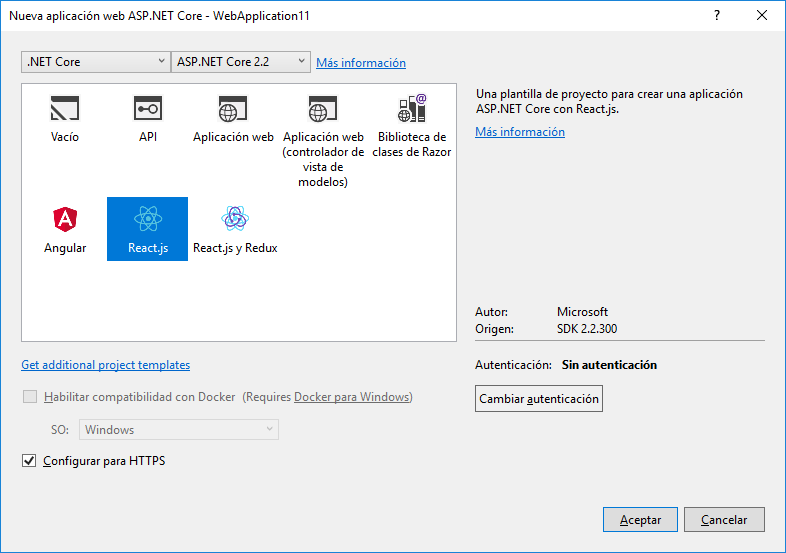 Nueva aplicación web ASP.NET Core - WebApplication11
?
.NET Core
ASP.NET Core 2.2
Más información
Vacío
API
Aplicación web
Aplicación web
(controlador de
vista de
modelos)
Biblioteca de
clases de Razor
Angular
React.js
React.js y Redux
Una plantilla de proyecto para crear una aplicación
ASP.NET Core con React.js.
Más información
Autor: Microsoft
Origen: SDK 2.2.300
Get additional project templates
Habilitar compatibilidad con Docker (Requires Docker para Windows)
SO: Windows
Configurar para HTTPS
Autenticación: Sin autenticación
Cambiar autenticación
Aceptar
Cancelar